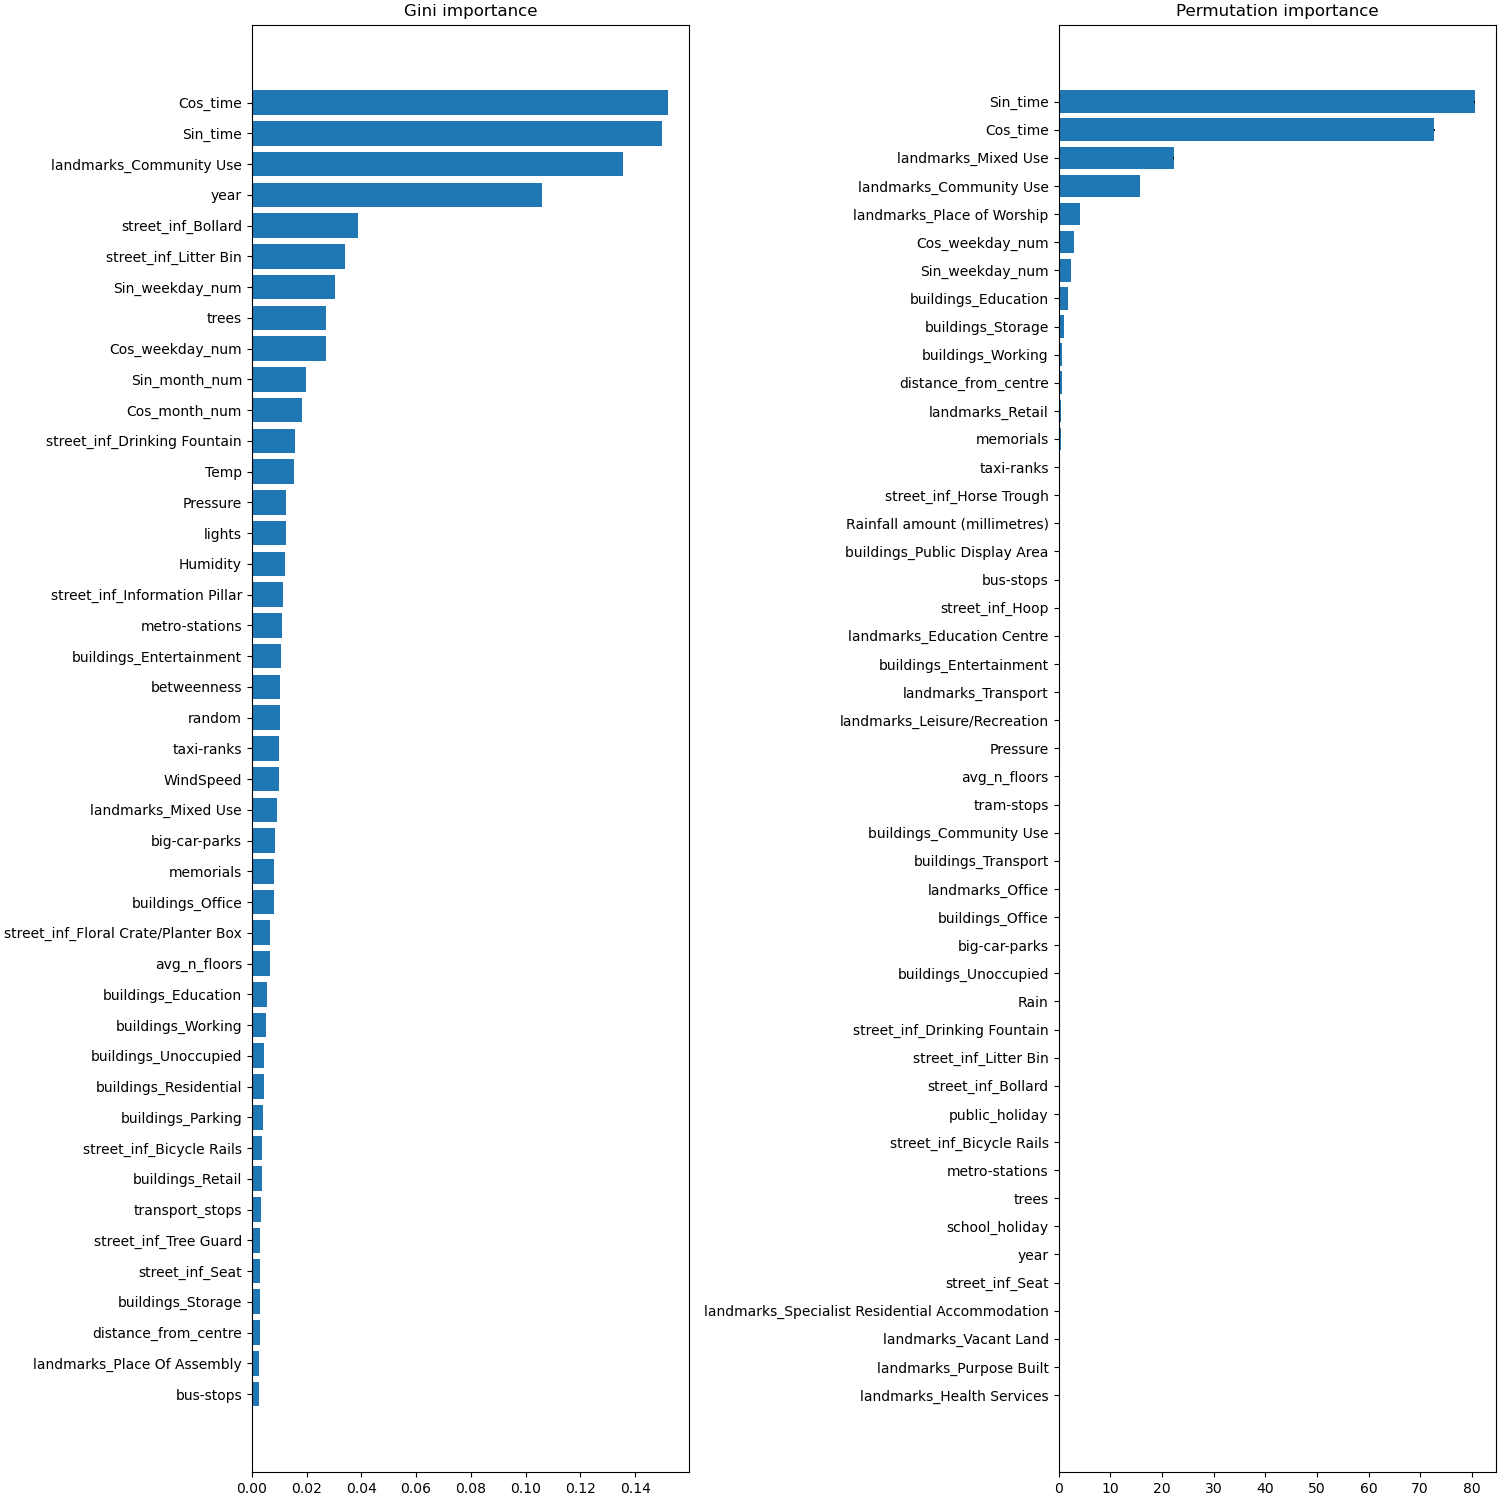 Gini importance
Cos_time
Sin_time
landmarks_Community Use
year
street_inf_Bollard
street_inf_Litter Bin
Sin_weekday_num
trees
Cos_weekday_num
Sin_month_num
Cos_month_num
street_inf_Drinking Fountain
Temp
Pressure
lights
Humidity
street_inf_Information Pillar
metro-stations
buildings_Entertainment
betweenness
random
taxi-ranks
WindSpeed
landmarks_Mixed Use
big-car-parks
memorials
buildings_Office
street_inf_Floral Crate/Planter Box
avg_n_floors
buildings_Education
buildings_Working
buildings_Unoccupied
buildings_Residential
buildings_Parking
street_inf_Bicycle Rails
buildings_Retail
transport_stops
street_inf_Tree Guard
street_inf_Seat
buildings_Storage
distance_from_centre
landmarks_Place Of Assembly
bus-stops
0.00 0.02 0.04 0.06 0.08 0.10 0.12 0.14
Permutation importance
Sin_time
Cos_time
landmarks_Mixed Use
landmarks_Community Use
landmarks_Place of Worship
Cos_weekday_num
Sin_weekday_num
buildings_Education
buildings_Storage
buildings_Working
distance_from_centre
landmarks_Retail
memorials
taxi-ranks
street_inf_Horse Trough
Rainfall amount (millimetres)
buildings_Public Display Area
bus-stops
street_inf_Hoop
landmarks_Education Centre
buildings_Entertainment
landmarks_Transport
landmarks_Leisure/Recreation
Pressure
avg_n_floors
tram-stops
buildings_Community Use
buildings_Transport
landmarks_Office
buildings_Office
big-car-parks
buildings_Unoccupied
Rain
street_inf_Drinking Fountain
street_inf_Litter Bin
street_inf_Bollard
public_holiday
street_inf_Bicycle Rails
metro-stations
trees
school_holiday
year
street_inf_Seat
landmarks_Specialist Residential Accommodation
landmarks_Vacant Land
landmarks_Purpose Built
landmarks_Health Services
0 10 20 30 40 50 60 70 80